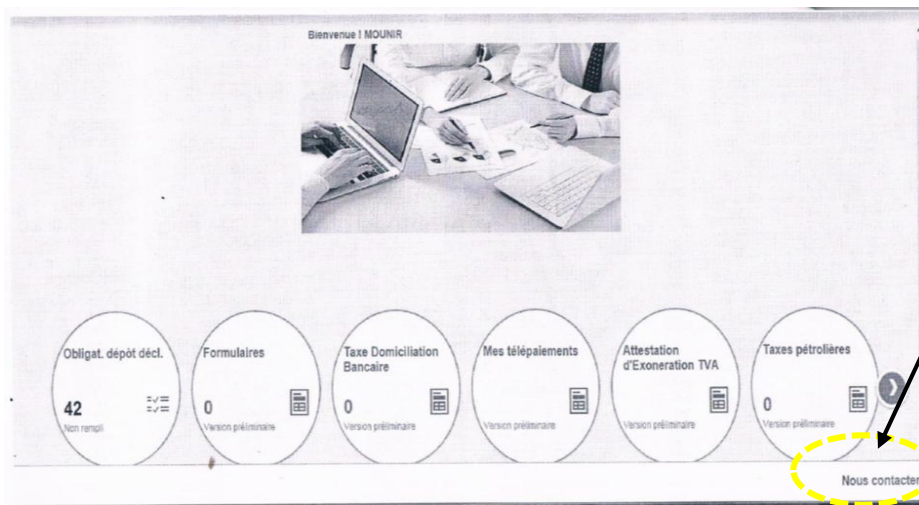 Bienvenue ! MOUNIR
Obligat. dépôt décl.
42
Non rempli
Formulaires
0
Version préliminaire
Taxe Domiciliation
Bancaire
0
Version préliminaire
Mes télépaiements
Version préliminaire
Attestation
d'Exoneration TVA
Version préliminaire
Taxes pétrolières
0
Version préliminaire
Nous contacter